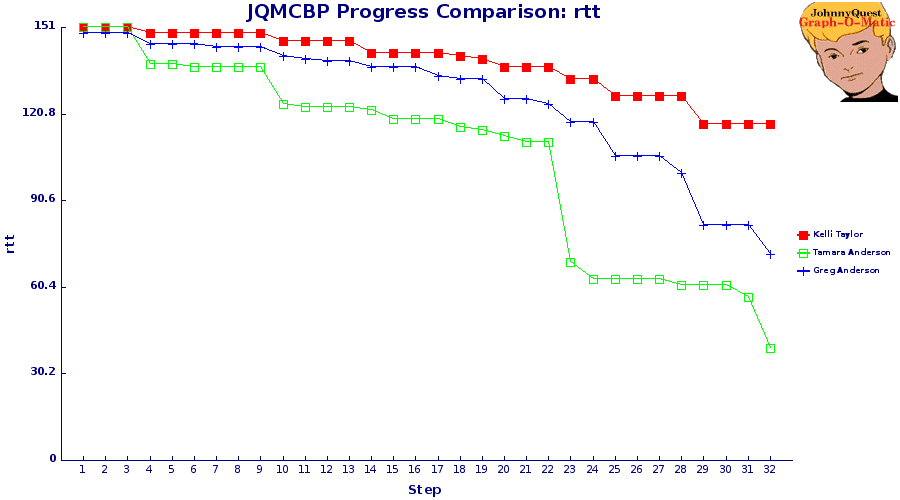 JQMCBP Progress Comparison: rtt
JohnnyQuest
Graph-O-Matic
151
120.8
90.6
60.4
30.2
0
rtt
Kelli Taylor
Tamara Anderson
Greg Anderson
1 2 3 4 5 6 7 8 9 10 11 12 13 14 15 16 17 18 19 20 21 22 23 24 25 26 27 28 29 30 31 32
Step